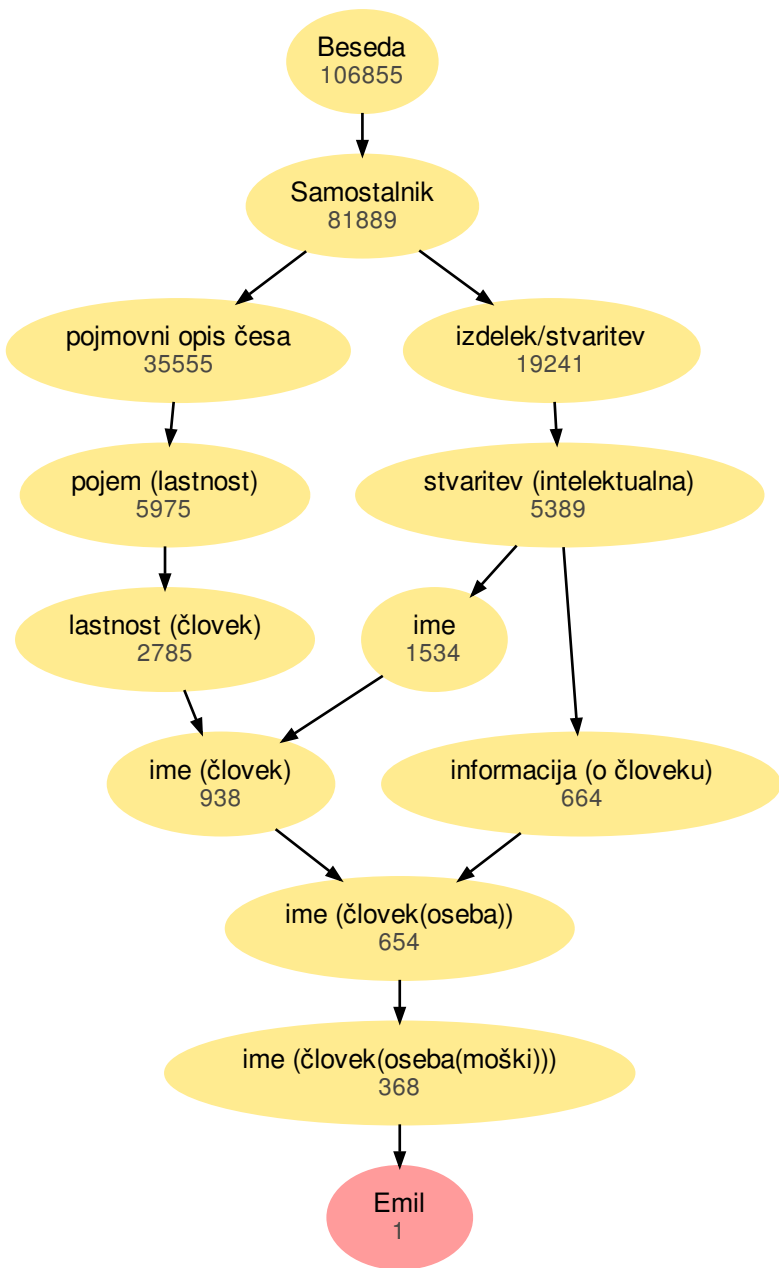 Beseda
106855
Samostalnik
81889
pojmovni opis česa
35555
izdelek/stvaritev
19241
pojem (lastnost)
5975
stvaritev (intelektualna)
5389
lastnost (človek)
2785
ime
1534
ime (človek)
938
informacija (o človeku)
664
ime (človek(oseba))
654
ime (človek(oseba(moški)))
368
Emil
1